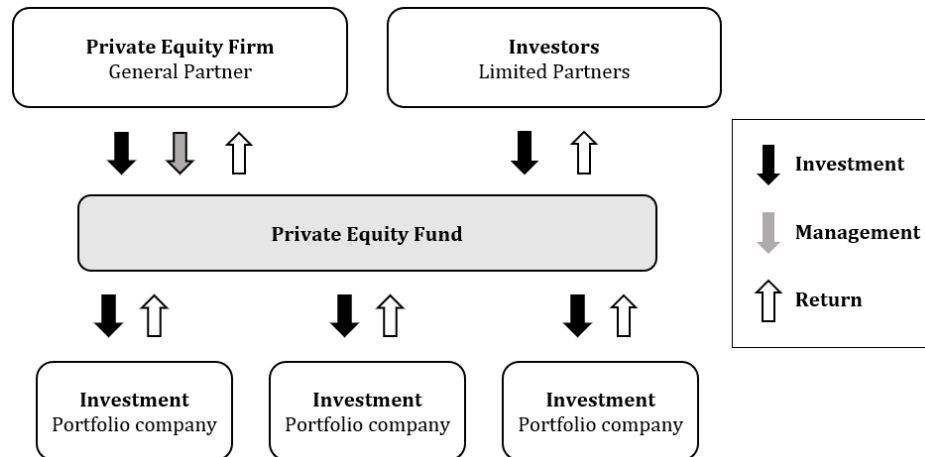 Private Equity Firm
General Partner
Investors
Limited Partners
Investment
Management
Return
Private Equity Fund
Investment
Portfolio company
Investment
Portfolio company
Investment
Portfolio company